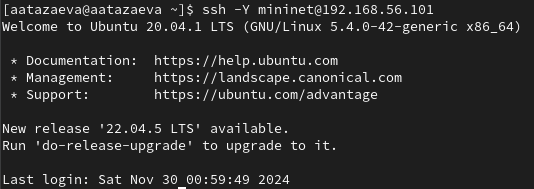 [aatazaeva@aatazaeva ~]$ ssh -Y mininet@192.168.56.101
Welcome to Ubuntu 20.04.1 LTS (GNU/Linux 5.4.0-42-generic x86_64)
* Documentation:  https://help.ubuntu.com
* Management:     https://landscape.canonical.com
* Support:        https://ubuntu.com/advantage
New release '22.04.5 LTS' available.
Run 'do-release-upgrade' to upgrade to it.
Last login: Sat Nov 30 00:59:49 2024